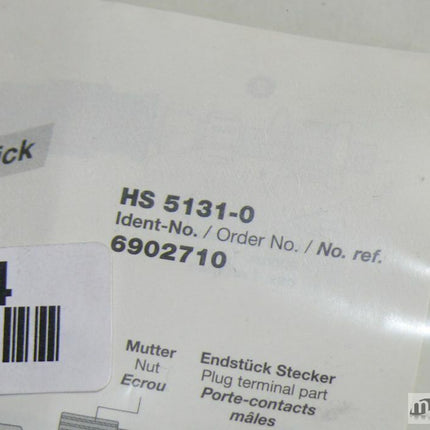 ick
HS 5131-0
Ident-No. / Order No. / No. ref.
6902710
4
Mutter
Nut
Ecrou
Endstück Stecker
Plug terminal part
Porte-contacts
mâles